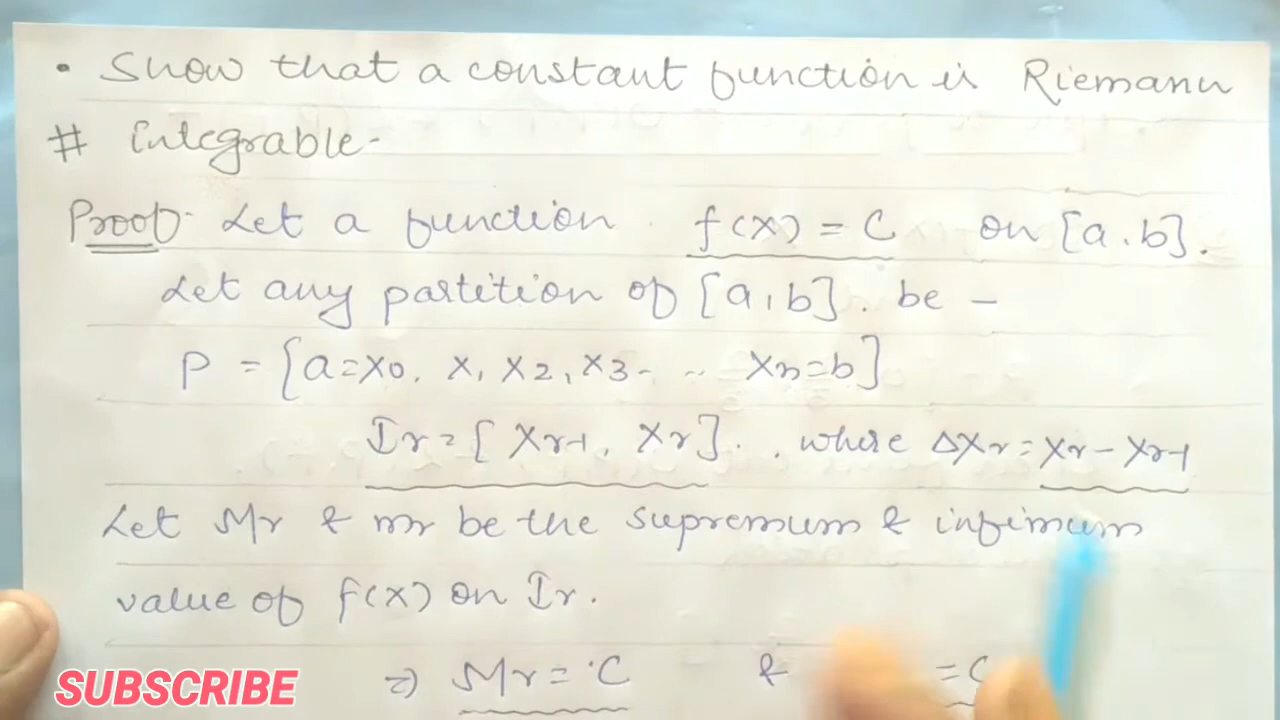 • Show that a constant function is Riemann
# integrable-
Proof- Let a function f(x) = C on [a, b].
Let any partition of [a, b]. be -
P = [a=x0, x1 x2, x3- -- xn=b]
Ir = [xr-1, xr]. , where Δxr = xr - xr-1
Let Mr & mr be the supremum & infimum
value of f(x) on Ir.
=> Mr = C & = C
SUBSCRIBE